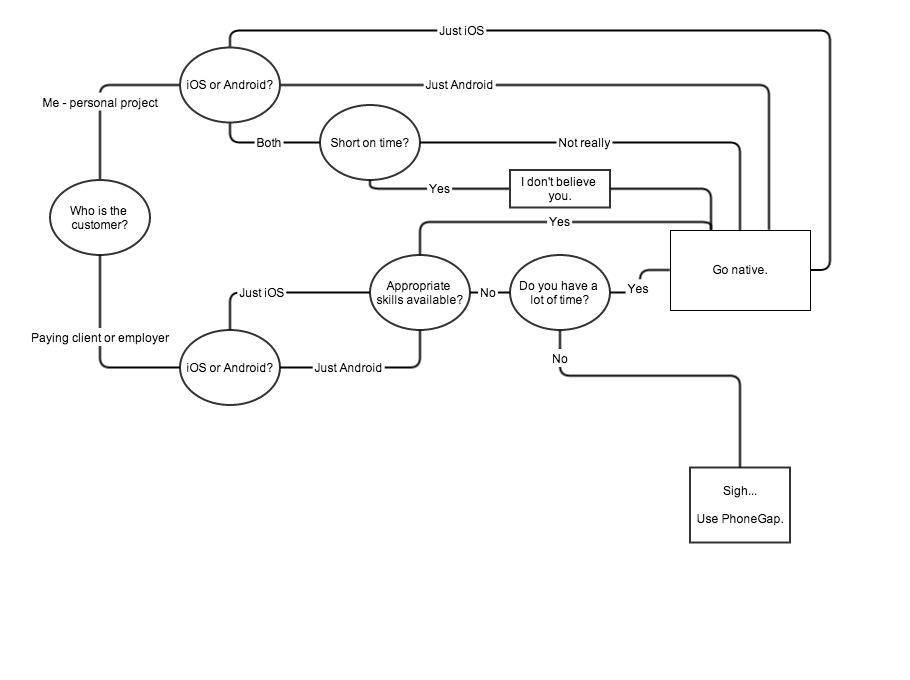 Just iOS
iOS or Android?
Just Android
Me - personal project
Both
Short on time?
Not really
Yes
I don't believe
you.
Who is the
customer?
Yes
Go native.
Just iOS
Appropriate
skills available?
No
Do you have a
lot of time?
Yes
Paying client or employer
iOS or Android?
Just Android
No
Sigh...
Use PhoneGap.